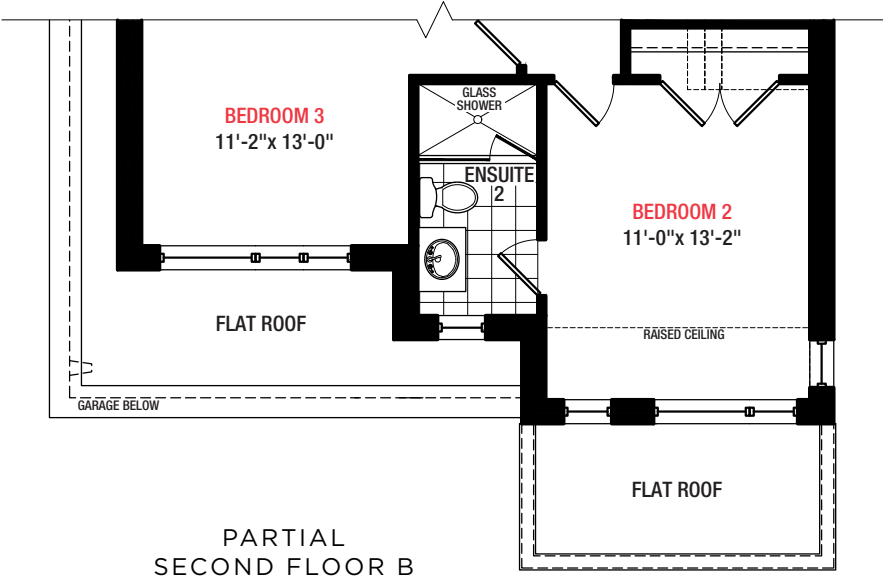 GLASS
SHOWER
BEDROOM 3
11'-2"x 13'-0"
ENSUITE
2
BEDROOM 2
11'-0"x 13'-2"
FLAT ROOF
RAISED CEILING
GARAGE BELOW
FLAT ROOF
PARTIAL
SECOND FLOOR B